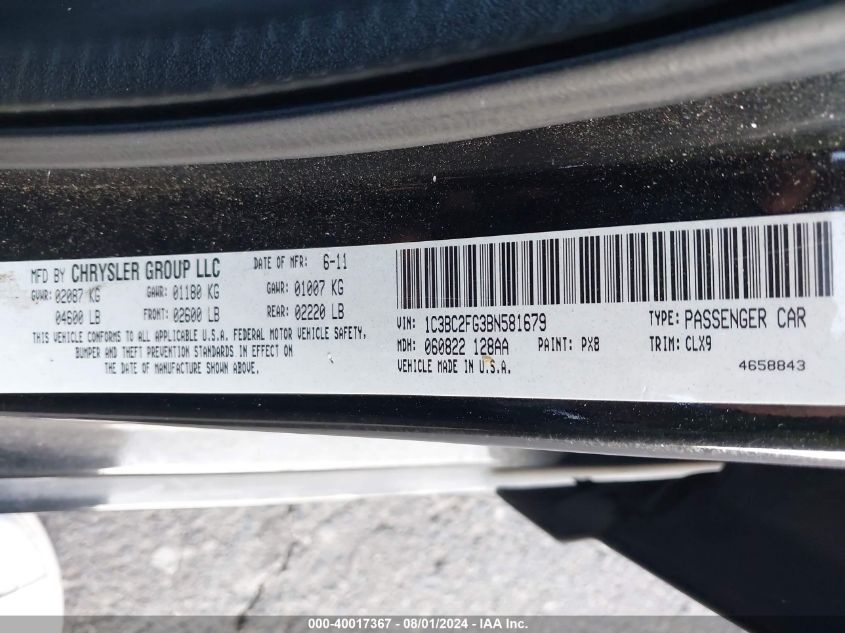 MFD BY CHRYSLER GROUP LLC DATE OF MFR: 6-11
GVWR: 02087 KG GAWR: 01180 KG GAWR: 01007 KG
04600 LB FRONT: 02600 LB REAR: 02220 LB
THIS VEHICLE CONFORMS TO ALL APPLICABLE U.S.A. FEDERAL MOTOR VEHICLE SAFETY,
BUMPER AND THEFT PREVENTION STANDARDS IN EFFECT ON
THE DATE OF MANUFACTURE SHOWN ABOVE.
VIN: 1C3BC2FG3BN581679 TYPE: PASSENGER CAR
MDH: 060822 128AA PAINT: PX8 TRIM: CLX9
VEHICLE MADE IN U.S.A. 4658843
000-40017367 - 08/01/2024 - IAA Inc.